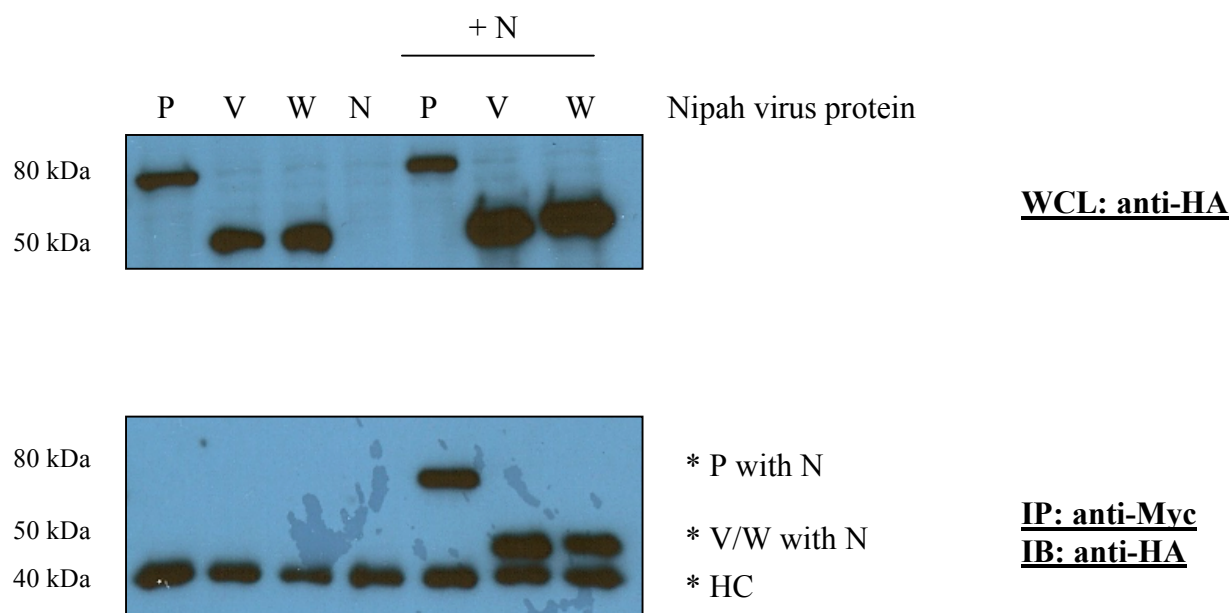 + N
P V W N P V W Nipah virus protein
80 kDa
50 kDa
WCL: anti-HA
80 kDa
50 kDa
40 kDa
* P with N
* V/W with N
* HC
IP: anti-Myc
IB: anti-HA